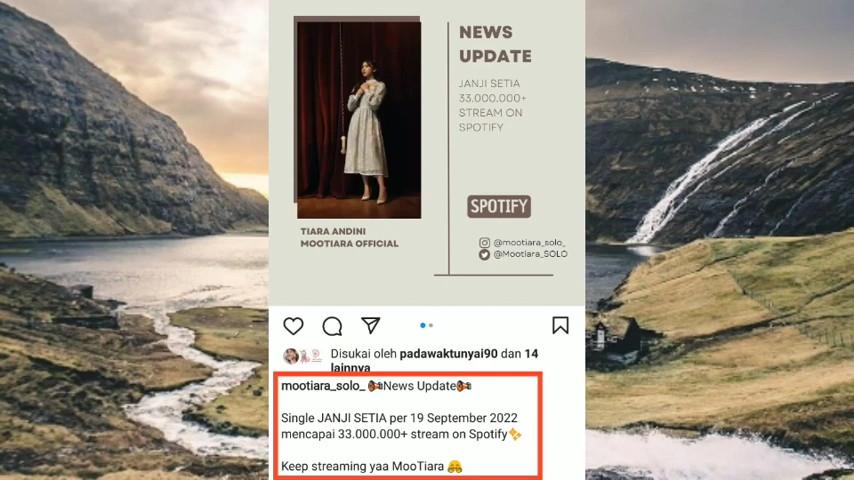 NEWS
UPDATE
JANJI SETIA
33.000.000+
STREAM ON
SPOTIFY
SPOTIFY
TIARA ANDINI
MOOTIARA OFFICIAL
@mootiara_solo_
@Mootiara_SOLO
Disukai oleh padawaktunyai90 dan 14
lainnya
mootiara_solo_ News Update
Single JANJI SETIA per 19 September 2022
mencapai 33.000.000+ stream on Spotify✨
Keep streaming yaa MooTiara 🤗